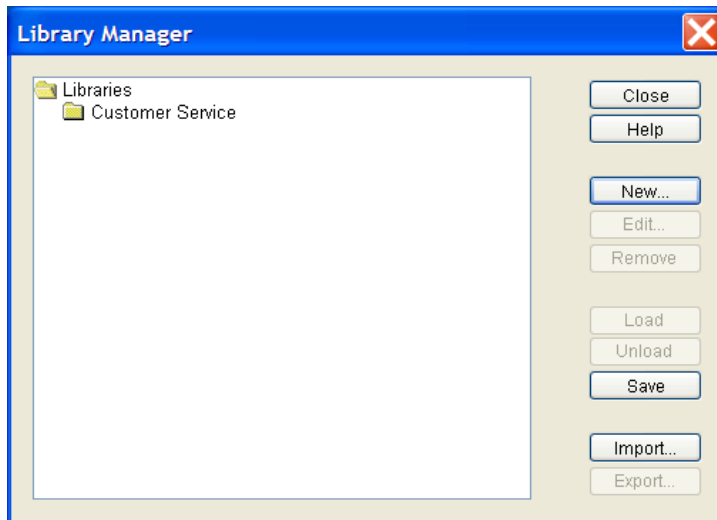 Library Manager
Libraries
Customer Service
Close
Help
New...
Edit...
Remove
Load
Unload
Save
Import...
Export...